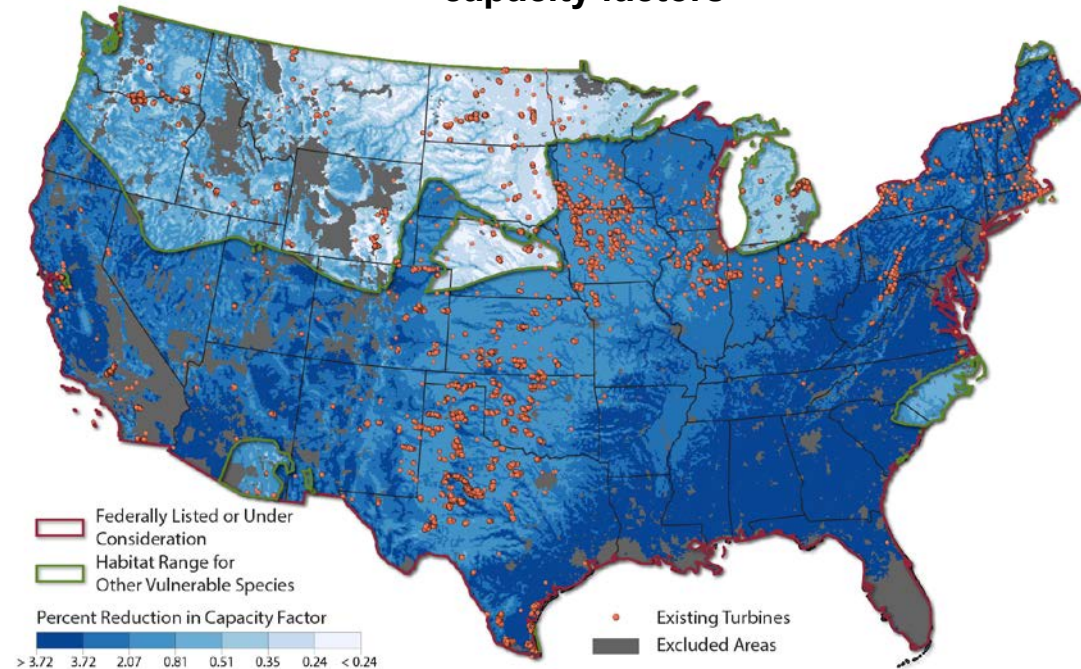 capacity factors
Federally Listed or Under
Consideration
Habitat Range for
Other Vulnerable Species
Percent Reduction in Capacity Factor
> 3.72 3.72 2.07 0.81 0.51 0.35 0.24 < 0.24
Existing Turbines
Excluded Areas